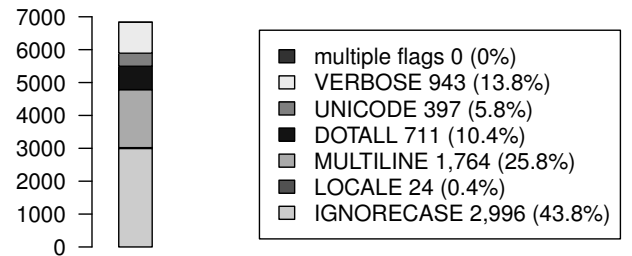 7000
6000
5000
4000
3000
2000
1000
0
multiple flags 0 (0%)
VERBOSE 943 (13.8%)
UNICODE 397 (5.8%)
DOTALL 711 (10.4%)
MULTILINE 1,764 (25.8%)
LOCALE 24 (0.4%)
IGNORECASE 2,996 (43.8%)